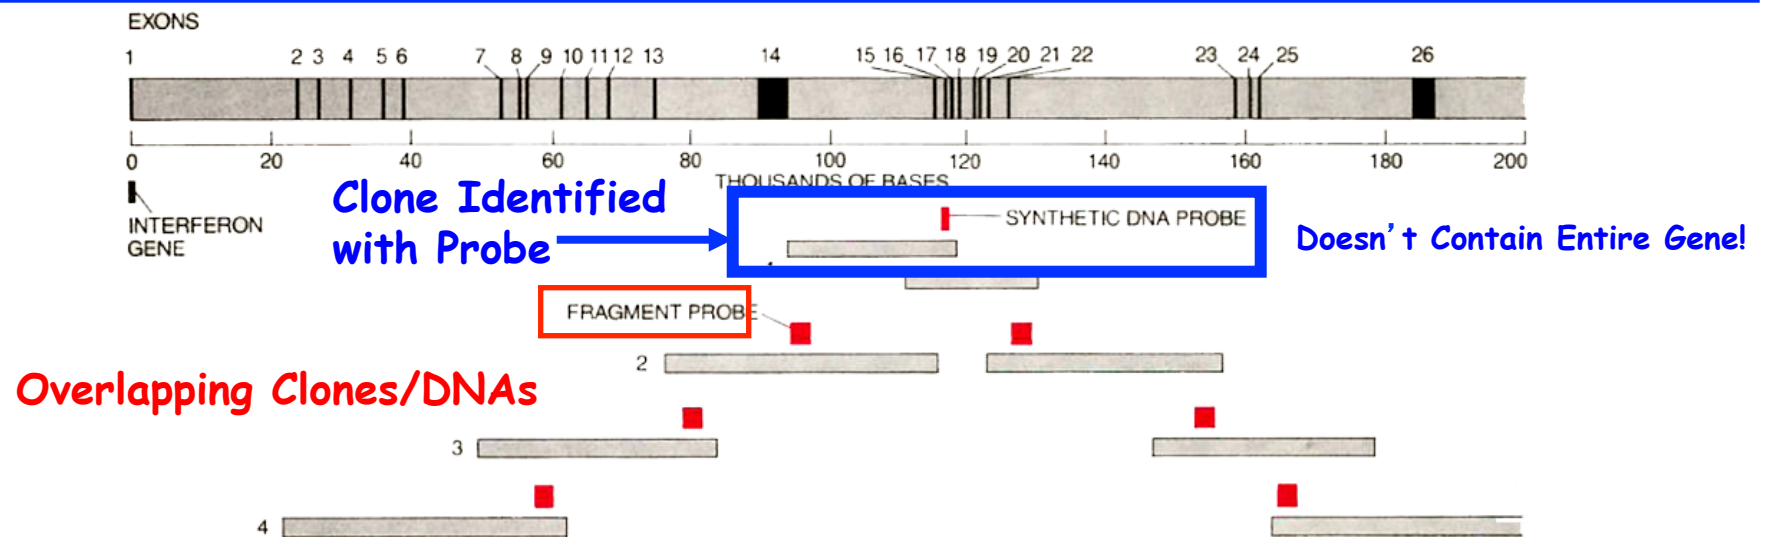 EXONS
1 2 3 4 5 6 7 8 9 10 11 12 13 14 15 16 17 18 19 20 21 22 23 24 25 26
0 20 40 60 80 100 120 140 160 180 200
THOUSANDS OF BASES
INTERFERON
GENE
Clone Identified
with Probe
SYNTHETIC DNA PROBE
Doesn't Contain Entire Gene!
FRAGMENT PROBE
2
Overlapping Clones/DNAs
3
4